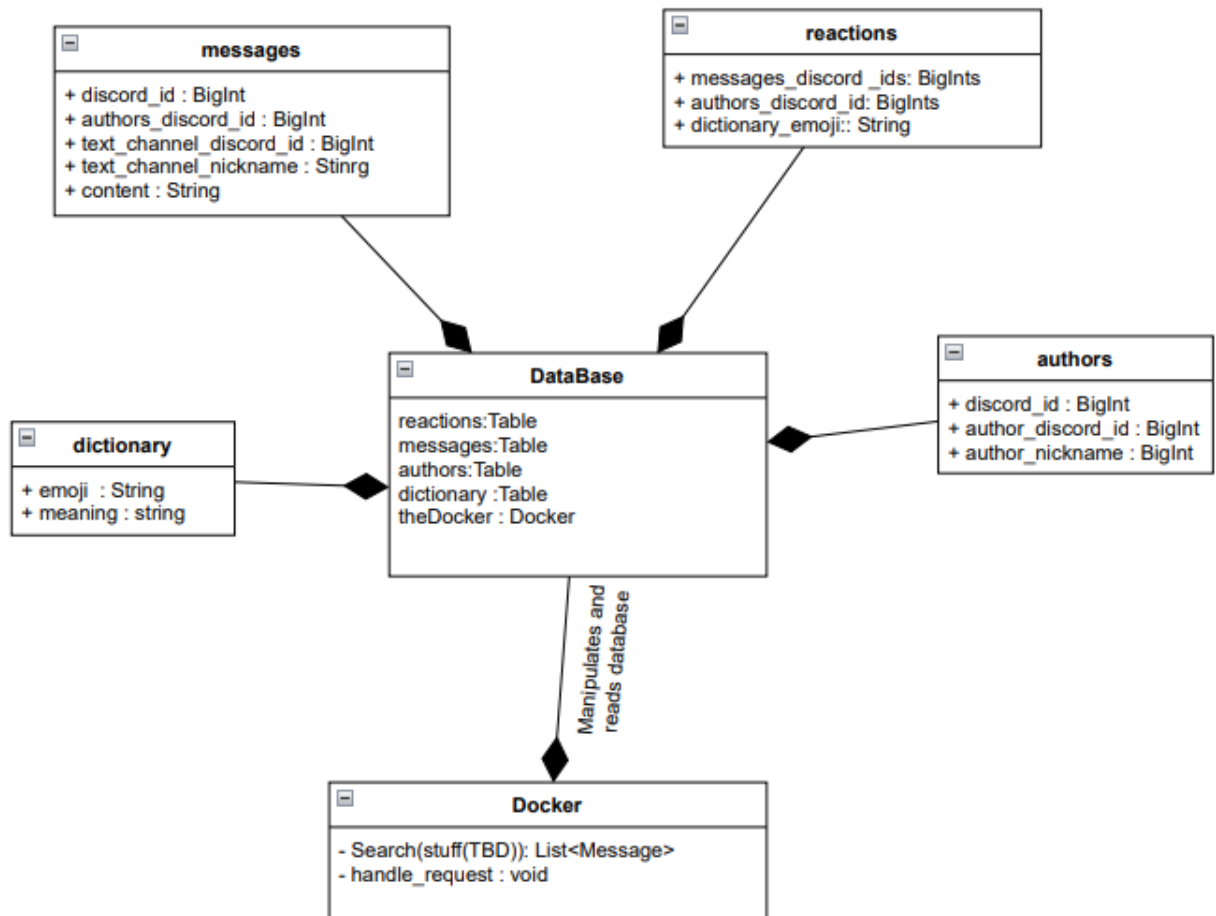 messages
+ discord_id : BigInt
+ authors_discord_id : BigInt
+ text_channel_discord_id : BigInt
+ text_channel_nickname : Stinrg
+ content : String
reactions
+ messages_discord _ids: BigInts
+ authors_discord_id: BigInts
+ dictionary_emoji:: String
DataBase
reactions:Table
messages:Table
authors:Table
dictionary :Table
theDocker : Docker
authors
+ discord_id : BigInt
+ author_discord_id : BigInt
+ author_nickname : BigInt
dictionary
+ emoji : String
+ meaning : string
Manipulates and
reads database
Docker
- Search(stuff(TBD)): List<Message>
- handle_request : void